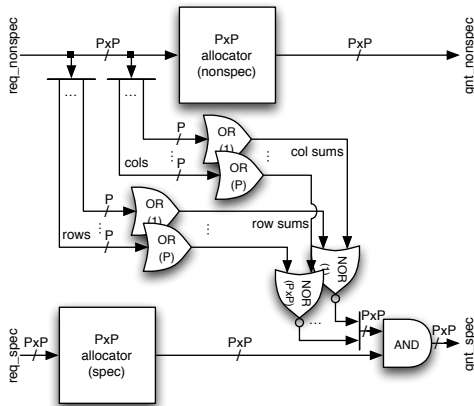 req_nonspec
PxP
PxP
allocator
(nonspec)
PxP
gnt_nonspec
...
...
P
OR
(1)
...
cols
P
OR
(P)
...
col sums
P
OR
(1)
...
rows
P
OR
(P)
...
row sums
NOR
(1)
NOR
(PxP)
...
req_spec
PxP
PxP
allocator
(spec)
PxP
PxP
AND
PxP
gnt_spec